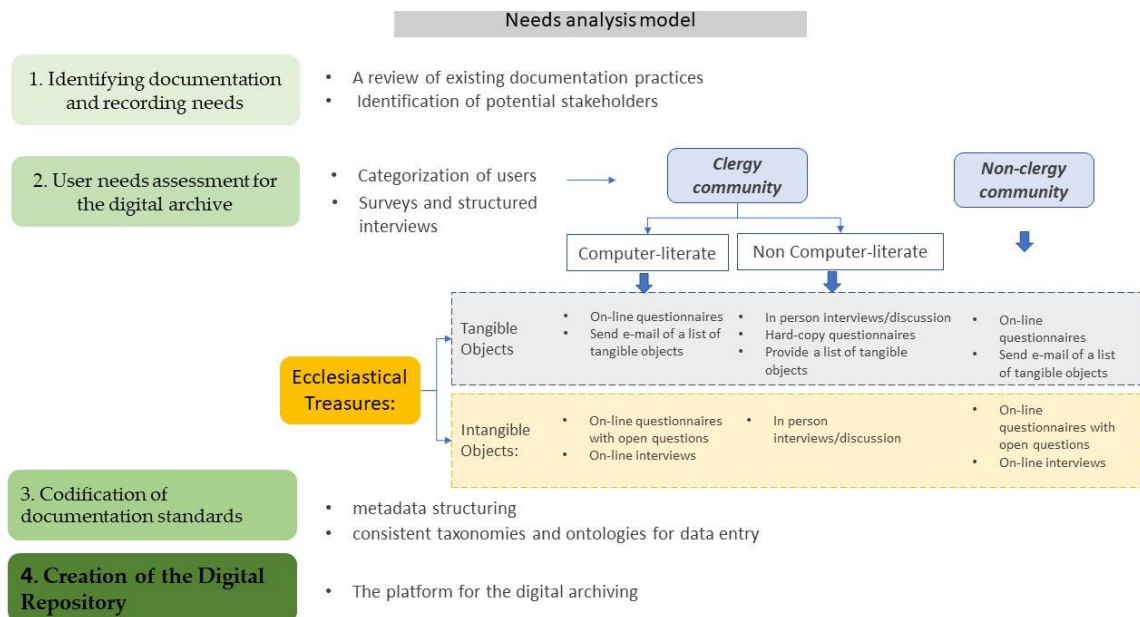 Needs analysis model
1. Identifying documentation
and recording needs
• A review of existing documentation practices
• Identification of potential stakeholders
2. User needs assessment for
the digital archive
• Categorization of users
• Surveys and structured
interviews
Clergy
community
Non-clergy
community
Computer-literate
Non Computer-literate
Ecclesiastical
Treasures:
Tangible
Objects
• On-line questionnaires
• Send e-mail of a list of
tangible objects
• In person interviews/discussion
• Hard-copy questionnaires
• Provide a list of tangible
objects
• On-line
questionnaires
• Send e-mail of a list
of tangible objects
Intangible
Objects:
• On-line questionnaires
with open questions
• On-line interviews
• In person
interviews/discussion
• On-line
questionnaires with
open questions
• On-line interviews
3. Codification of
documentation standards
• metadata structuring
• consistent taxonomies and ontologies for data entry
4. Creation of the Digital
Repository
• The platform for the digital archiving